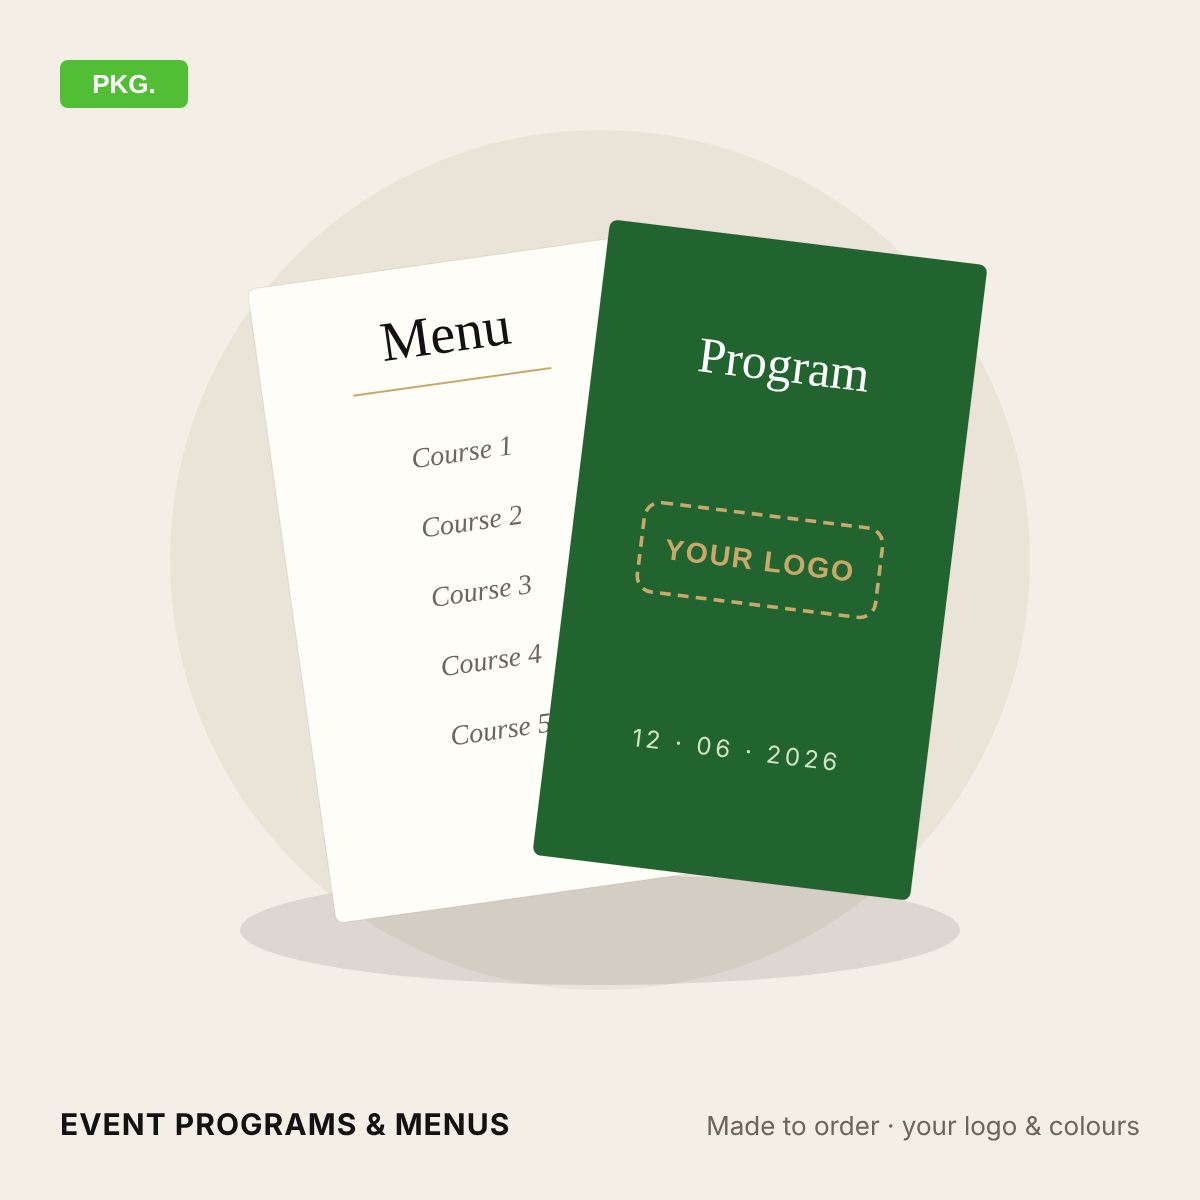 PKG.
Menu
Course 1
Course 2
Course 3
Course 4
Course 5
Program
YOUR LOGO
12 · 06 · 2026
EVENT PROGRAMS & MENUS
Made to order · your logo & colours